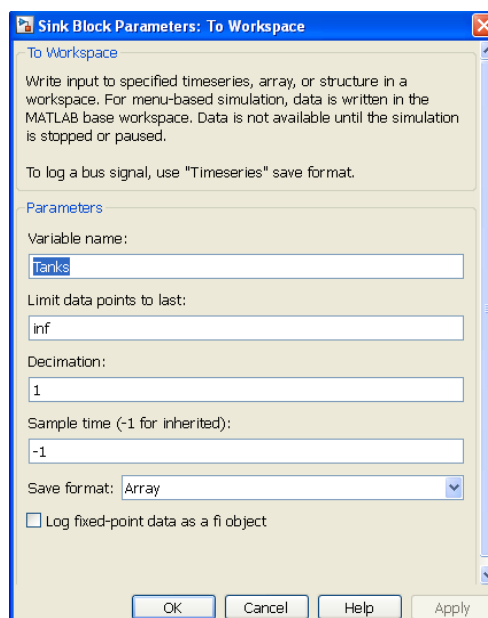 Sink Block Parameters: To Workspace
To Workspace
Write input to specified timeseries, array, or structure in a
workspace. For menu-based simulation, data is written in the
MATLAB base workspace. Data is not available until the simulation
is stopped or paused.
To log a bus signal, use "Timeseries" save format.
Parameters
Variable name:
Tanks
Limit data points to last:
inf
Decimation:
1
Sample time (-1 for inherited):
-1
Save format: Array
Log fixed-point data as a fi object
OK Cancel Help Apply